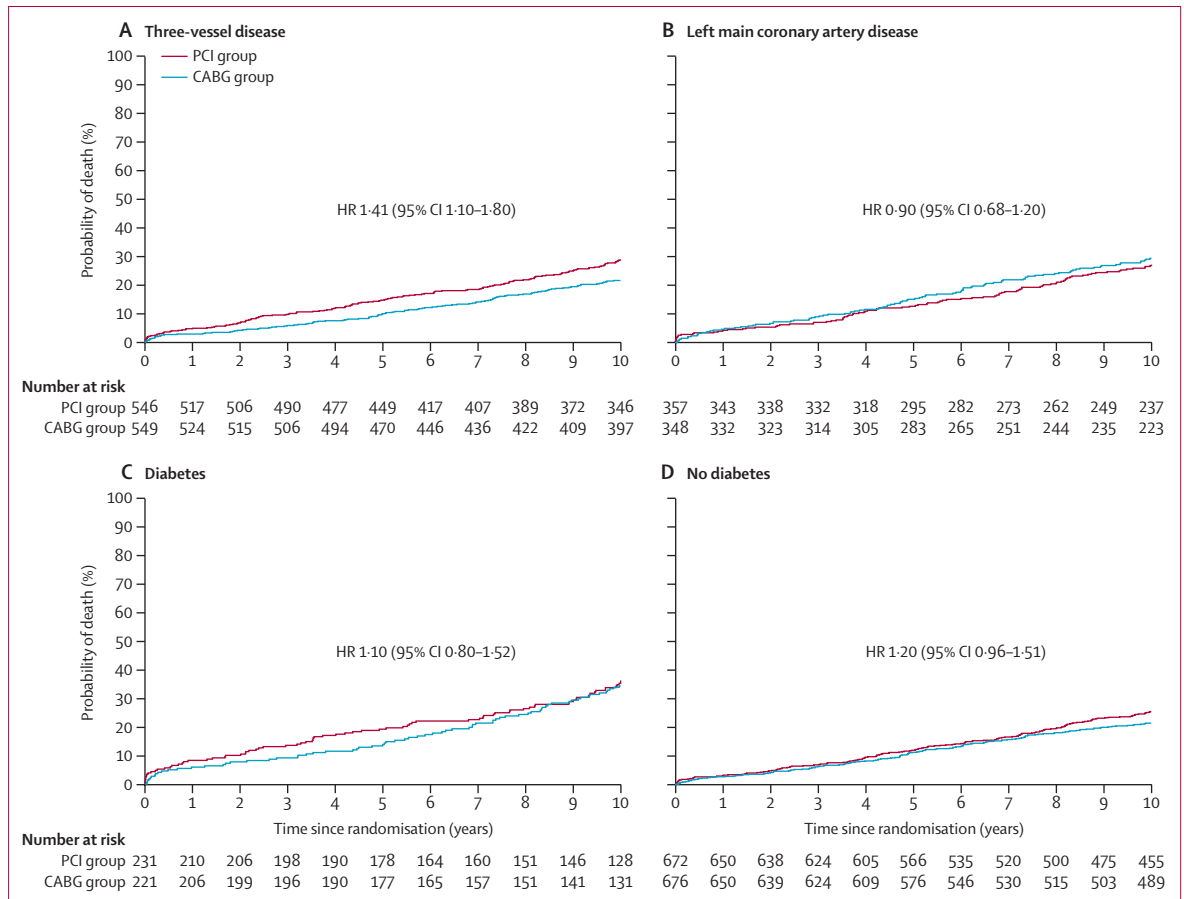 A Three-vessel disease
PCI group
CABG group
Probability of death (%)
100
90
80
70
60
50
40
30
20
10
0
HR 1·41 (95% CI 1·10–1·80)
0 1 2 3 4 5 6 7 8 9 10
B Left main coronary artery disease
HR 0·90 (95% CI 0·68–1·20)
0 1 2 3 4 5 6 7 8 9 10
Number at risk
PCI group 546 517 506 490 477 449 417 407 389 372 346 357 343 338 332 318 295 282 273 262 249 237
CABG group 549 524 515 506 494 470 446 436 422 409 397 348 332 323 314 305 283 265 251 244 235 223
C Diabetes
Probability of death (%)
100
90
80
70
60
50
40
30
20
10
0
HR 1·10 (95% CI 0·80–1·52)
0 1 2 3 4 5 6 7 8 9 10
Time since randomisation (years)
D No diabetes
HR 1·20 (95% CI 0·96–1·51)
0 1 2 3 4 5 6 7 8 9 10
Time since randomisation (years)
Number at risk
PCI group 231 210 206 198 190 178 164 160 151 146 128 672 650 638 624 605 566 535 520 500 475 455
CABG group 221 206 199 196 190 177 165 157 151 141 131 676 650 639 624 609 576 546 530 515 503 489